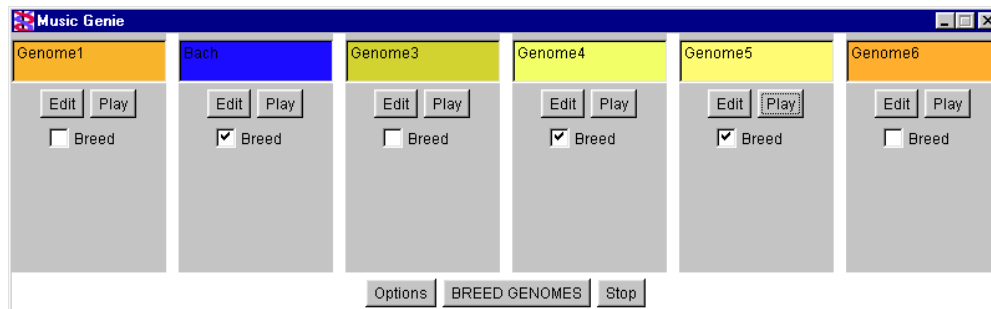 Music Genie
Genome1 Bach Genome3 Genome4 Genome5 Genome6
Edit Play Edit Play Edit Play Edit Play Edit Play Edit Play
Breed Breed Breed Breed Breed Breed
Options BREED GENOMES Stop